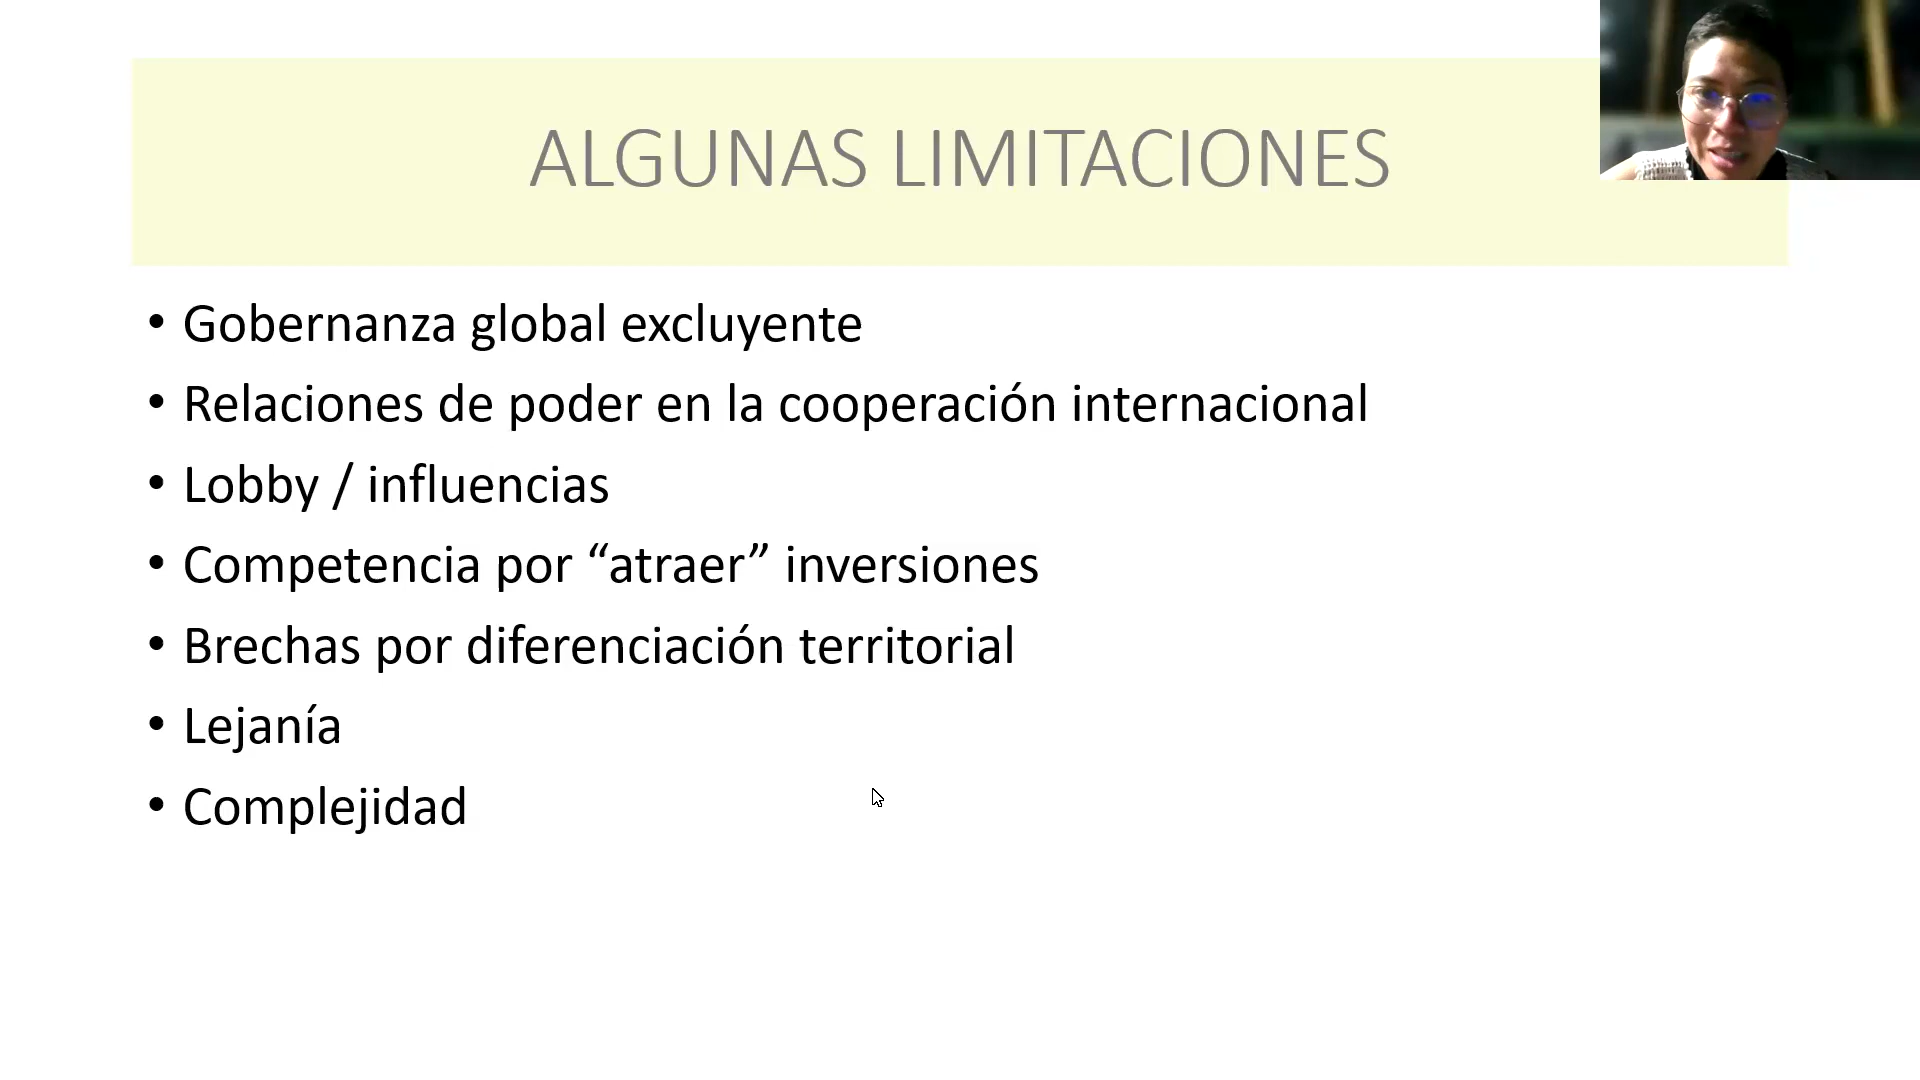 ALGUNAS LIMITACIONES
• Gobernanza global excluyente
• Relaciones de poder en la cooperación internacional
• Lobby / influencias
• Competencia por “atraer” inversiones
• Brechas por diferenciación territorial
• Lejanía
• Complejidad